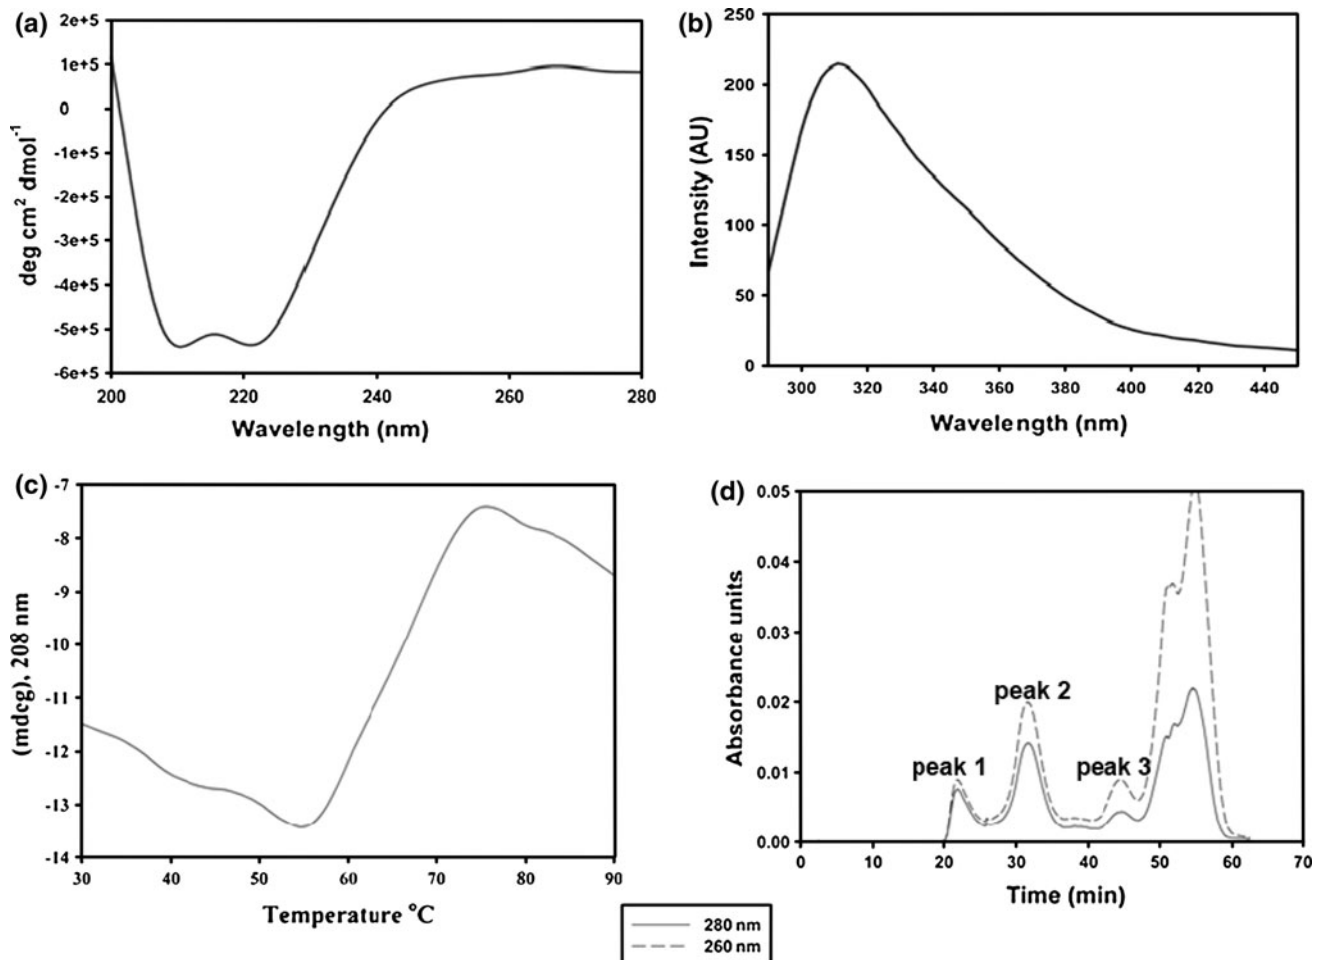 (a)
2e+5
1e+5
0
-1e+5
-2e+5
-3e+5
-4e+5
-5e+5
-6e+5
deg cm² dmol⁻¹
200 220 240 260 280
Wavelength (nm)
(b)
250
200
150
100
50
0
Intensity (AU)
300 320 340 360 380 400 420 440
Wavelength (nm)
(c)
-7
-8
-9
-10
-11
-12
-13
-14
(mdeg), 208 nm
30 40 50 60 70 80 90
Temperature °C
(d)
0.05
0.04
0.03
0.02
0.01
0.00
Absorbance units
peak 1
peak 2
peak 3
0 10 20 30 40 50 60 70
Time (min)
280 nm
260 nm